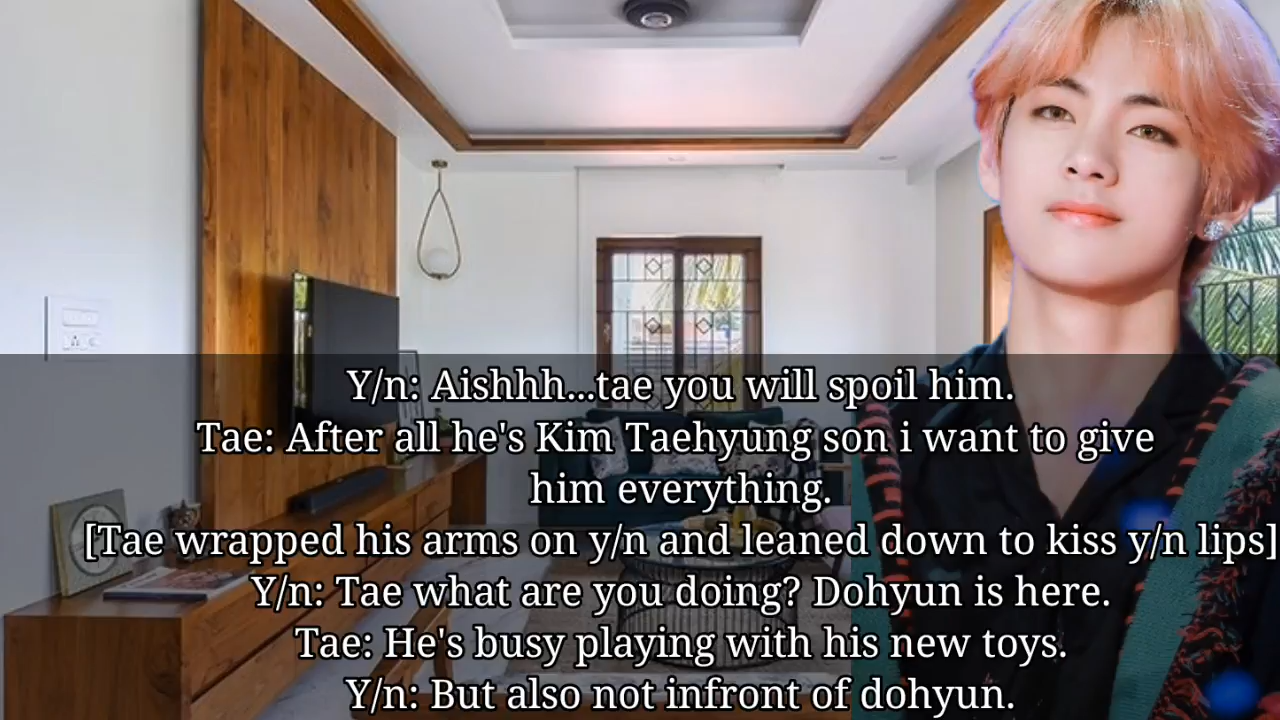 Y/n: Aishhh...tae you will spoil him.
Tae: After all he's Kim Taehyung son i want to give
him everything.
[Tae wrapped his arms on y/n and leaned down to kiss y/n lips]
Y/n: Tae what are you doing? Dohyun is here.
Tae: He's busy playing with his new toys.
Y/n: But also not infront of dohyun.